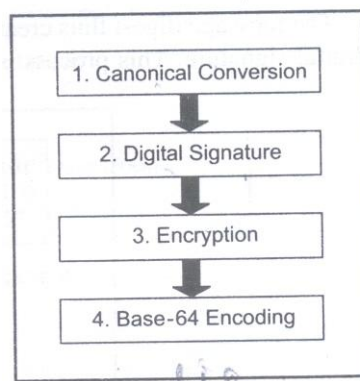 1. Canonical Conversion
2. Digital Signature
3. Encryption
4. Base-64 Encoding